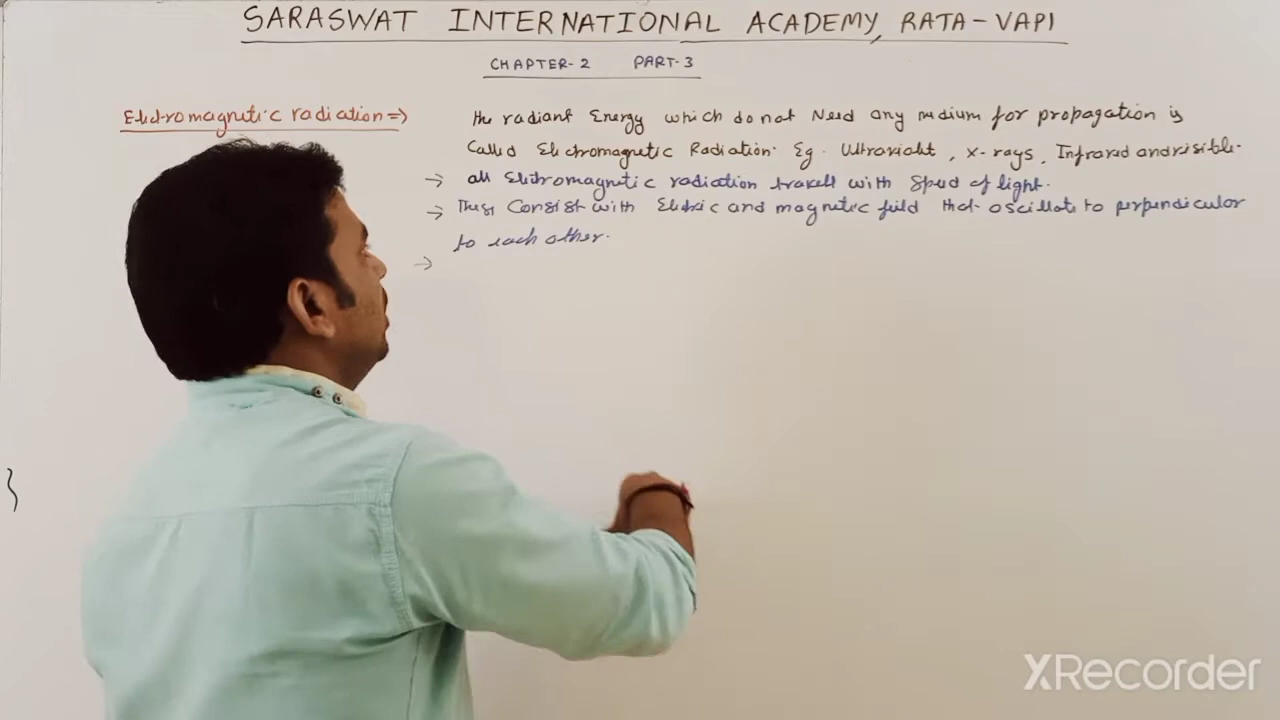 SARASWAT INTERNATIONAL ACADEMY, RATA-VAPI
CHAPTER-2 PART-3
Electromagnetic radiation => the radiant Energy which do not Need any medium for propagation is
Called Electromagnetic Radiation. Eg. Ultraviolet, X-rays, Infrared and visible.
→ all Electromagnetic radiation travell with Speed of light.
→ These Consist with Electric and magnetic field that oscillate to perpendicular
to each other.
→
XRecorder